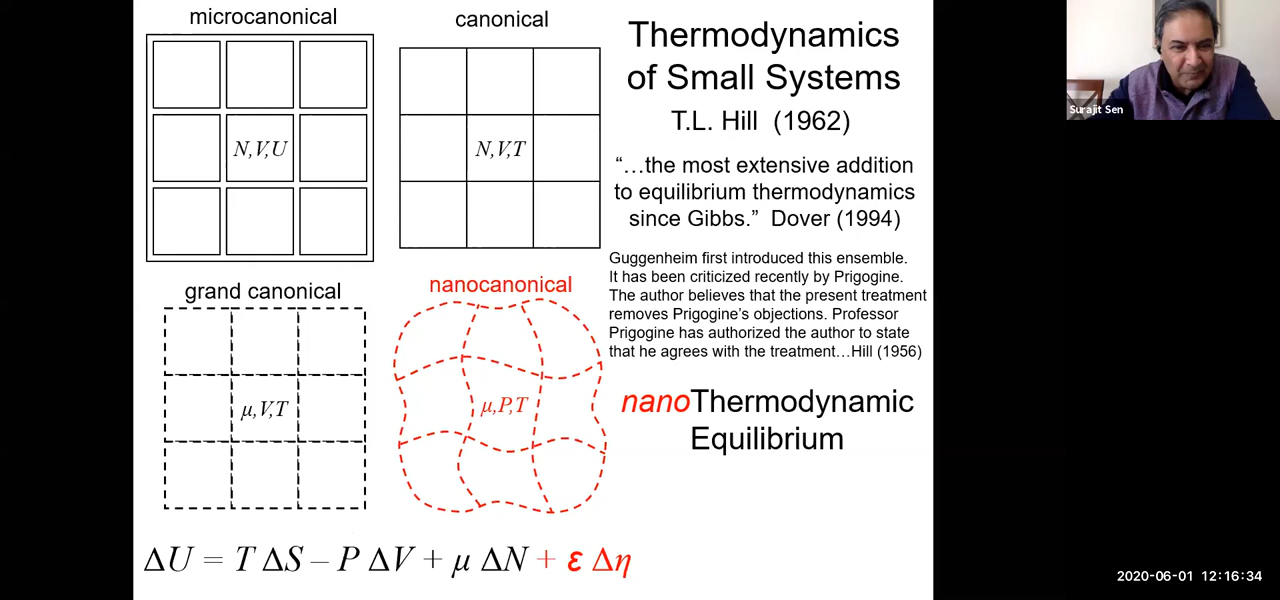 microcanonical
N,V,U
canonical
N,V,T
Thermodynamics
of Small Systems
T.L. Hill (1962)
“…the most extensive addition
to equilibrium thermodynamics
since Gibbs.” Dover (1994)
Guggenheim first introduced this ensemble.
It has been criticized recently by Prigogine.
The author believes that the present treatment
removes Prigogine’s objections. Professor
Prigogine has authorized the author to state
that he agrees with the treatment…Hill (1956)
grand canonical
μ,V,T
nanocanonical
μ,P,T
nanoThermodynamic
Equilibrium
ΔU = T ΔS – P ΔV + μ ΔN + ε Δη
Surajit Sen
2020-06-01 12:16:34